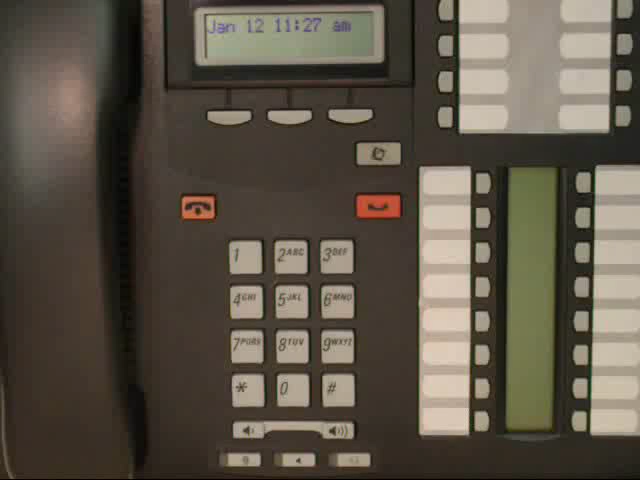 Jan 12 11:27 am
1 2ABC 3DEF
4GHI 5JKL 6MNO
7PQRS 8TUV 9WXYZ
* 0 #